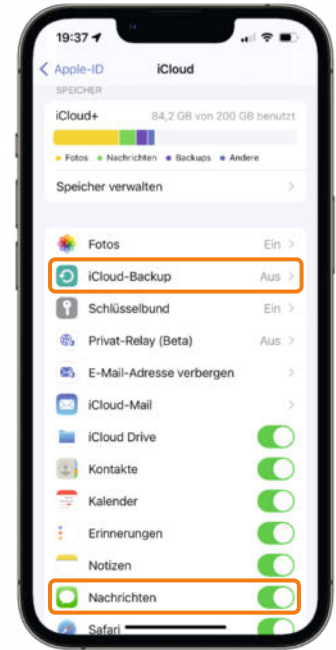 19:37
Apple-ID iCloud
SPEICHER
iCloud+ 84,2 GB von 200 GB benutzt
Fotos Nachrichten Backups Andere
Speicher verwalten
Fotos Ein
iCloud-Backup Aus
Schlüsselbund Ein
Privat-Relay (Beta) Aus
E-Mail-Adresse verbergen
iCloud-Mail
iCloud Drive
Kontakte
Kalender
Erinnerungen
Notizen
Nachrichten
Safari